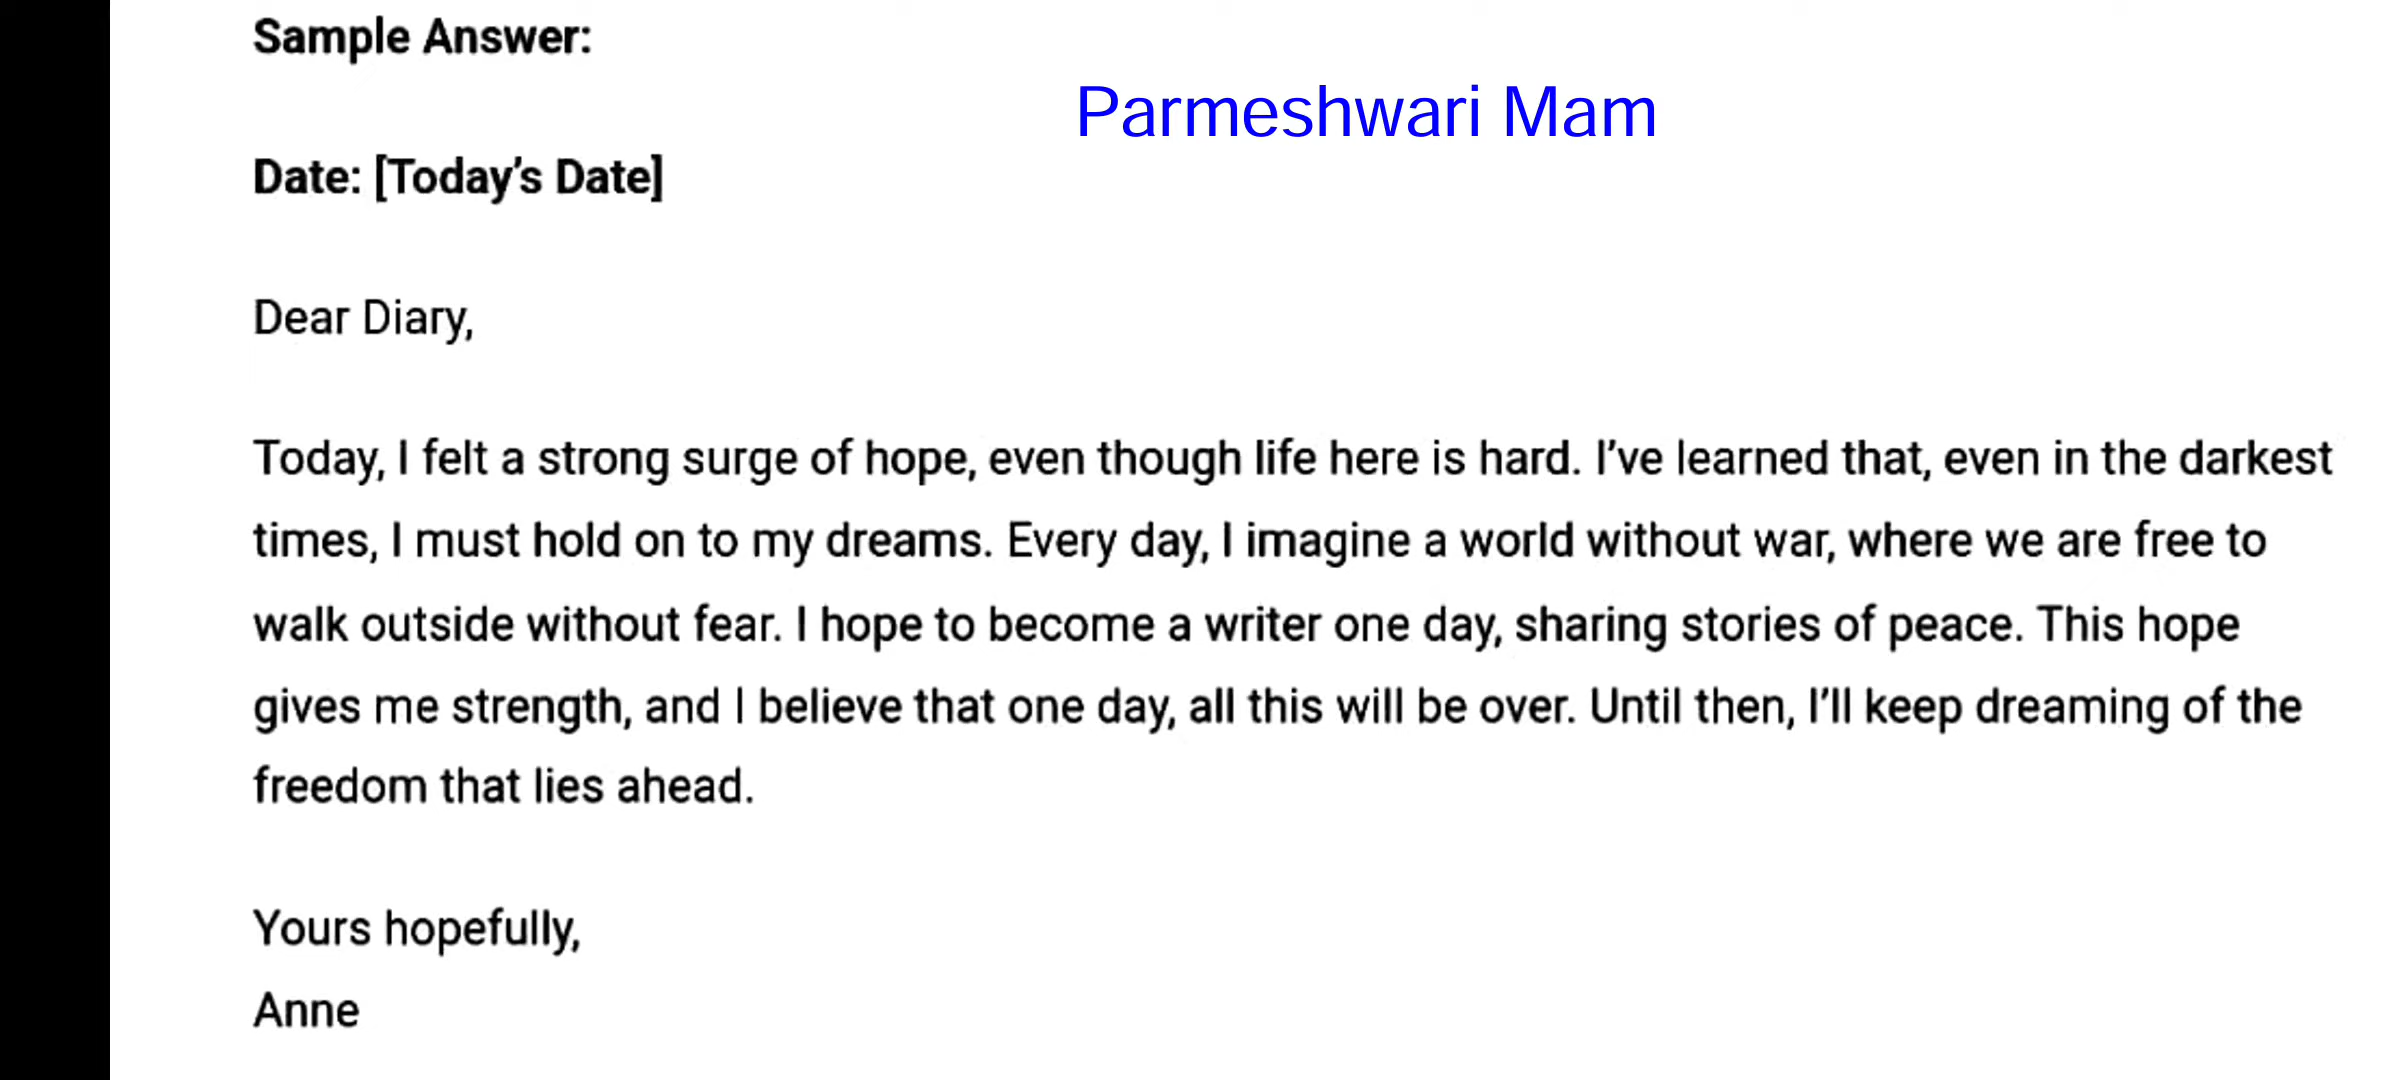 Sample Answer:
Parmeshwari Mam
Date: [Today’s Date]
Dear Diary,
Today, I felt a strong surge of hope, even though life here is hard. I’ve learned that, even in the darkest
times, I must hold on to my dreams. Every day, I imagine a world without war, where we are free to
walk outside without fear. I hope to become a writer one day, sharing stories of peace. This hope
gives me strength, and I believe that one day, all this will be over. Until then, I’ll keep dreaming of the
freedom that lies ahead.
Yours hopefully,
Anne